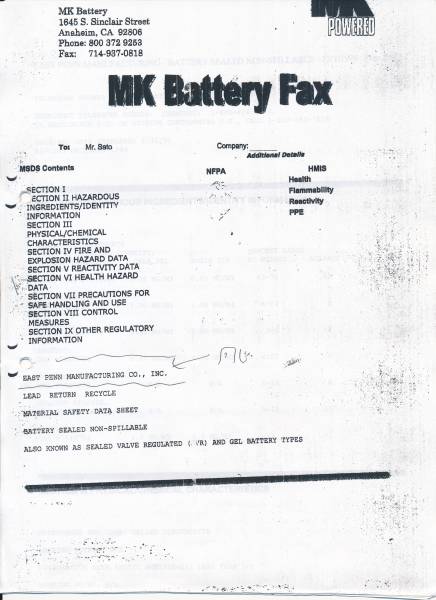 MK Battery
1645 S. Sinclair Street
Anaheim, CA 92806
Phone: 800 372 9253
Fax: 714-937-0818
MK
POWERED
MK Battery Fax
To: Mr. Sato
Company:
Additional Details
MSDS Contents
NFPA
HMIS
Health
Flammability
Reactivity
PPE
SECTION I
SECTION II HAZARDOUS
INGREDIENTS/IDENTITY
INFORMATION
SECTION III
PHYSICAL/CHEMICAL
CHARACTERISTICS
SECTION IV FIRE AND
EXPLOSION HAZARD DATA
SECTION V REACTIVITY DATA
SECTION VI HEALTH HAZARD
DATA
SECTION VII PRECAUTIONS FOR
SAFE HANDLING AND USE
SECTION VIII CONTROL
MEASURES
SECTION IX OTHER REGULATORY
INFORMATION
EAST PENN MANUFACTURING CO., INC.
LEAD RETURN RECYCLE
MATERIAL SAFETY DATA SHEET
BATTERY SEALED NON-SPILLABLE
ALSO KNOWN AS SEALED VALVE REGULATED ( VR) AND GEL BATTERY TYPES